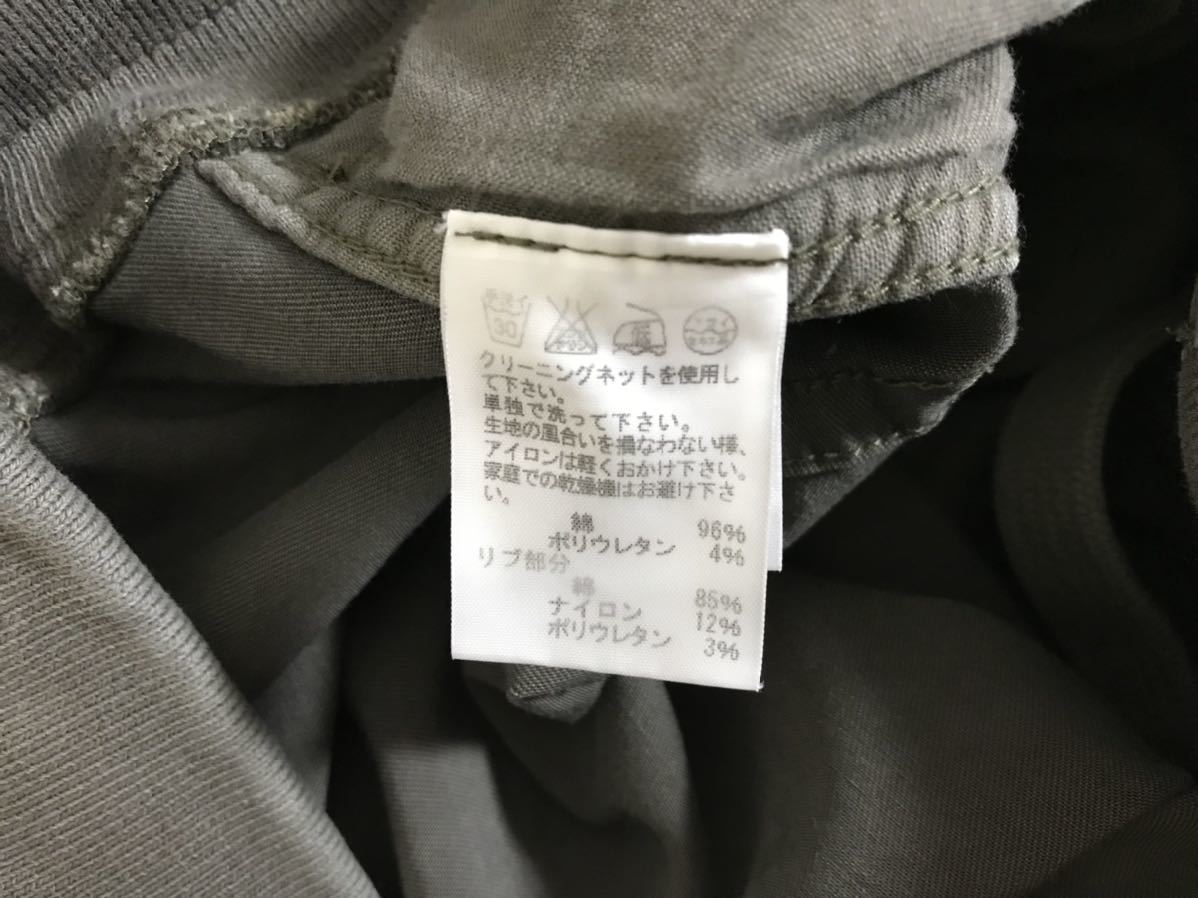 手洗イ
30
低
クリーニングネットを使用し
て下さい。
単独で洗って下さい。
生地の風合いを損なわない様、
アイロンは軽くおかけ下さい。
家庭での乾燥機はお避け下さ
い。
綿 96%
ポリウレタン 4%
リブ部分
綿 85%
ナイロン 12%
ポリウレタン 3%